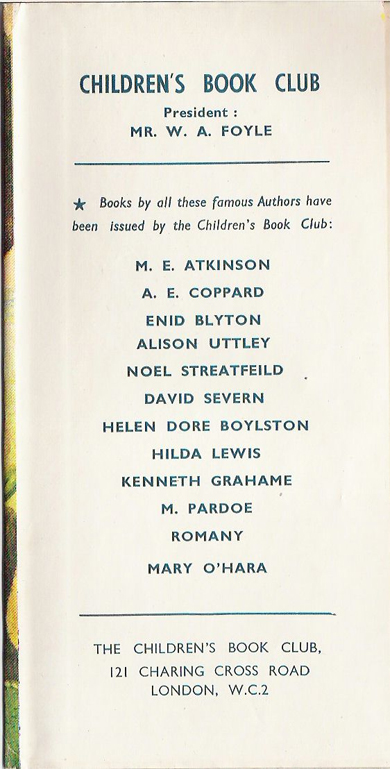 CHILDREN'S BOOK CLUB
President :
MR. W. A. FOYLE
★ Books by all these famous Authors have
been issued by the Children's Book Club:
M. E. ATKINSON
A. E. COPPARD
ENID BLYTON
ALISON UTTLEY
NOEL STREATFEILD
DAVID SEVERN
HELEN DORE BOYLSTON
HILDA LEWIS
KENNETH GRAHAME
M. PARDOE
ROMANY
MARY O'HARA
THE CHILDREN'S BOOK CLUB,
121 CHARING CROSS ROAD
LONDON, W.C.2